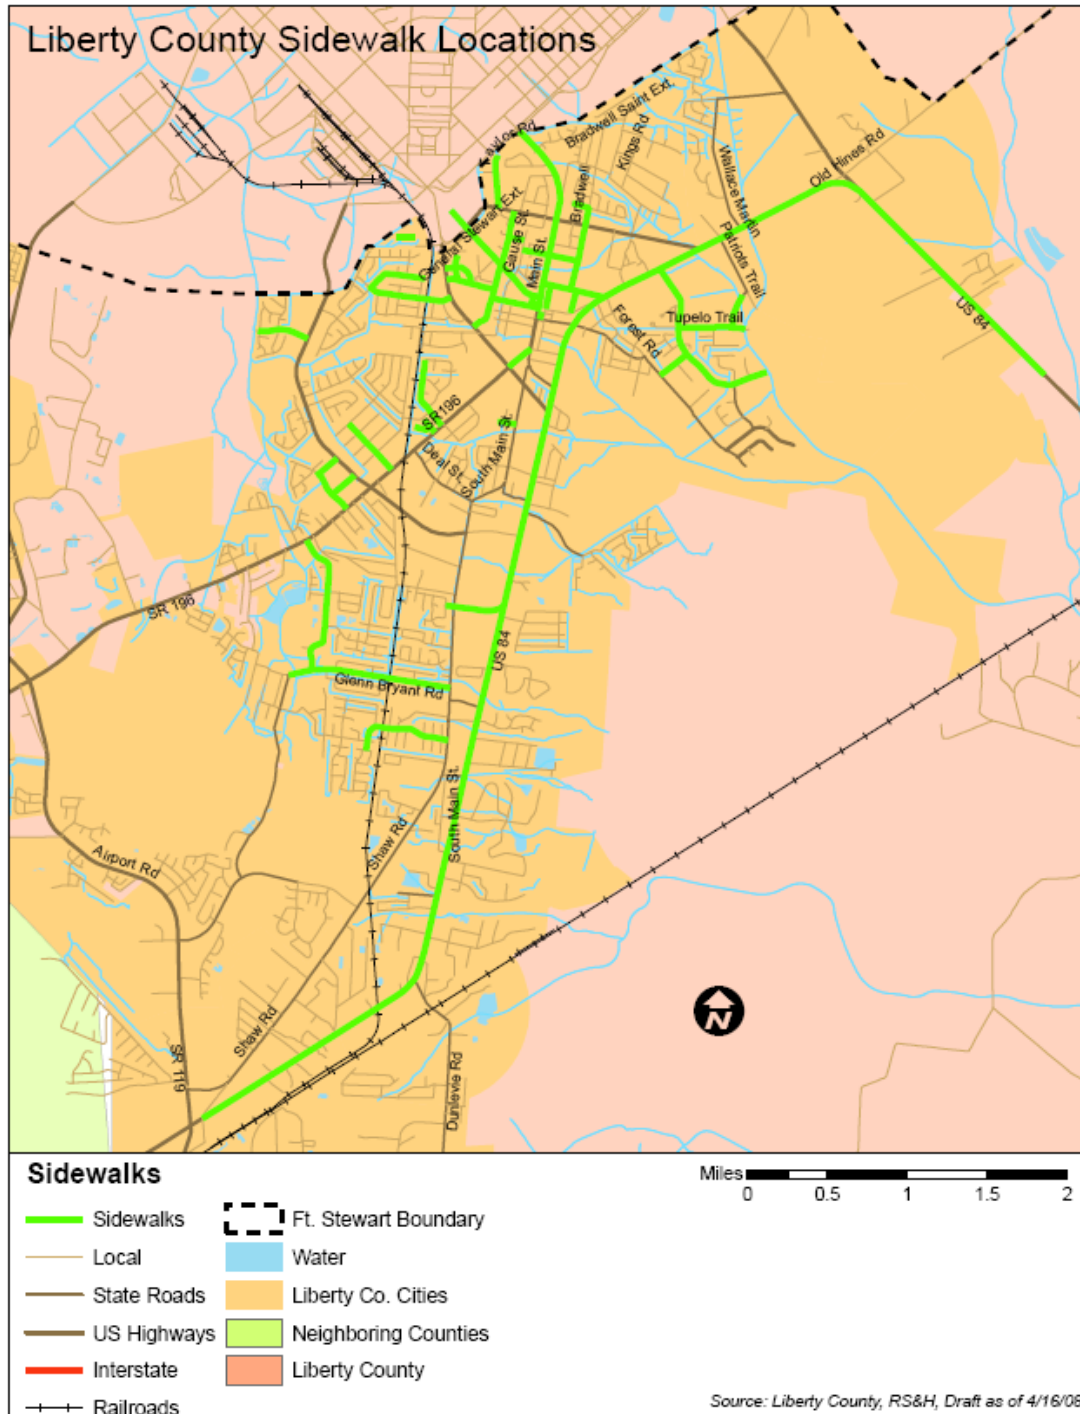 Liberty County Sidewalk Locations
Bradwell Saint Ext.
Kings Rd
Old Hines Rd
Wallace Martin
Bradwell
General Stewart Ext.
Gause St.
Main St.
Patriots Trail
US 84
Tupelo Trail
Forest Rd
SR196
Deal St.
South Main St.
SR 196
US 84
Glenn Bryant Rd
South Main St.
Shaw Rd
Airport Rd
N
Shaw Rd
SR 119
Dunlevie Rd
Sidewalks
Miles
0 0.5 1 1.5 2
Sidewalks
Ft. Stewart Boundary
Local
Water
State Roads
Liberty Co. Cities
US Highways
Neighboring Counties
Interstate
Liberty County
Railroads
Source: Liberty County, RS&H, Draft as of 4/16/08